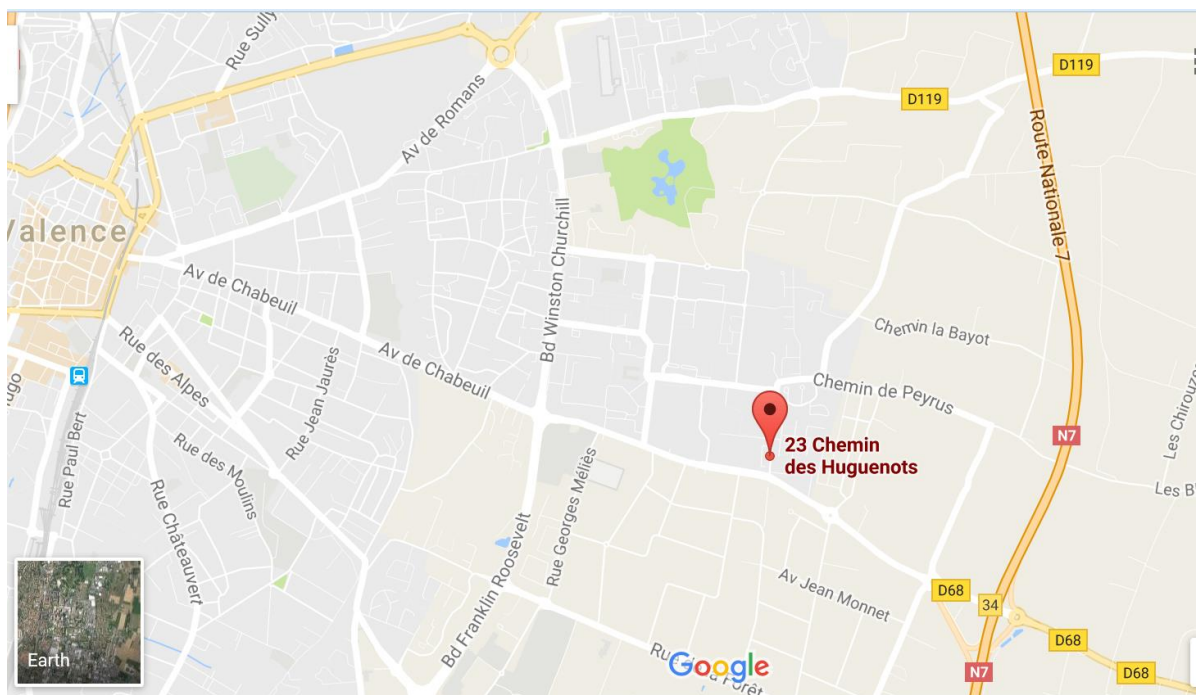 Rue Sully
D119
D119
Av de Romans
Route Nationale 7
Valence
Av de Chabeuil
Bd Winston Churchill
Chemin la Bayot
Rue des Alpes
Rue Jean Jaurès
Av de Chabeuil
Chemin de Peyrus
Les Chirouze
23 Chemin
des Huguenots
N7
Rue Paul Bert
Rue des Moulins
Rue Georges Méliès
Les B
Rue Châteauvert
Bd Franklin Roosevelt
Av Jean Monnet
D68
34
D68
Earth
Google
N7
D68